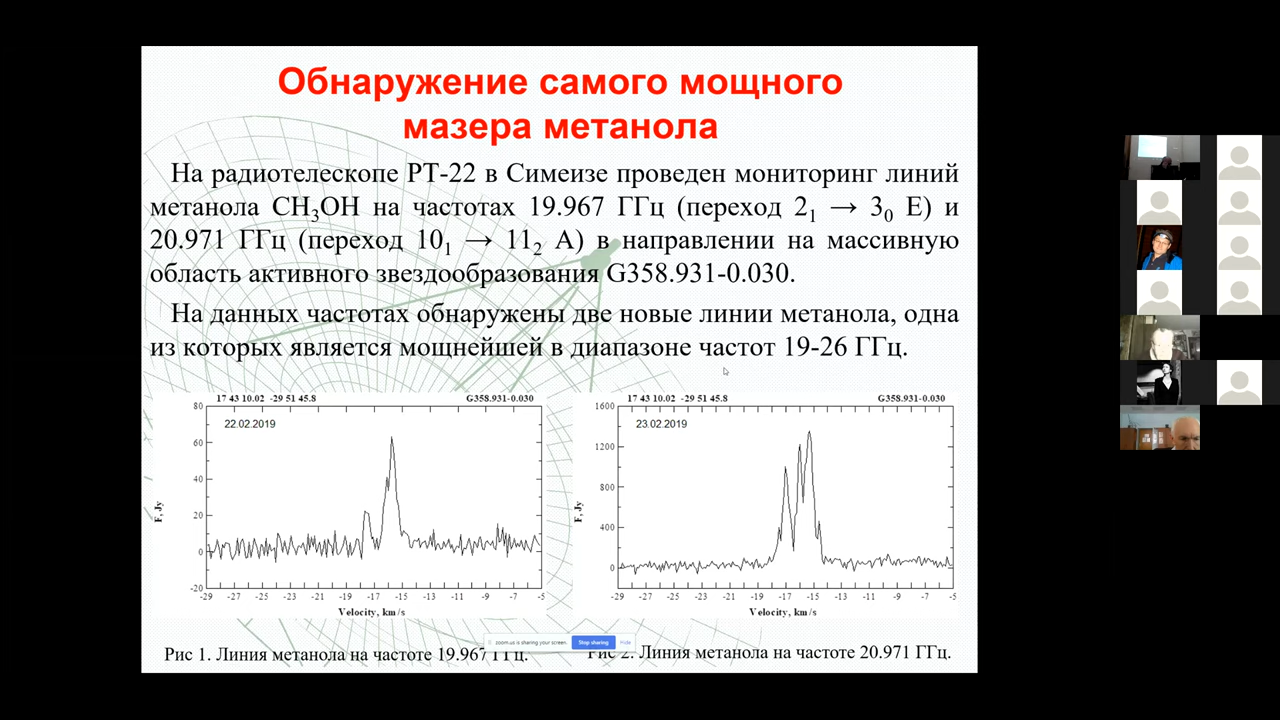 Обнаружение самого мощного
мазера метанола
На радиотелескопе РТ-22 в Симеизе проведен мониторинг линий
метанола CH₃OH на частотах 19.967 ГГц (переход 2₁ → 3₀ E) и
20.971 ГГц (переход 10₁ → 11₂ A) в направлении на массивную
область активного звездообразования G358.931-0.030.
На данных частотах обнаружены две новые линии метанола, одна
из которых является мощнейшей в диапазоне частот 19-26 ГГц.
17 43 10.02 -29 51 45.8 G358.931-0.030
22.02.2019
80
60
40
20
0
-20
F, Jy
-29 -27 -25 -23 -21 -19 -17 -15 -13 -11 -9 -7 -5
Velocity, km/s
17 43 10.02 -29 51 45.8 G358.931-0.030
23.02.2019
1600
1200
800
400
0
F, Jy
-29 -27 -25 -23 -21 -19 -17 -15 -13 -11 -9 -7 -5
Velocity, km/s
zoom.us is sharing your screen. Stop sharing Hide
Рис 1. Линия метанола на частоте 19.967 ГГц.
Рис 2. Линия метанола на частоте 20.971 ГГц.